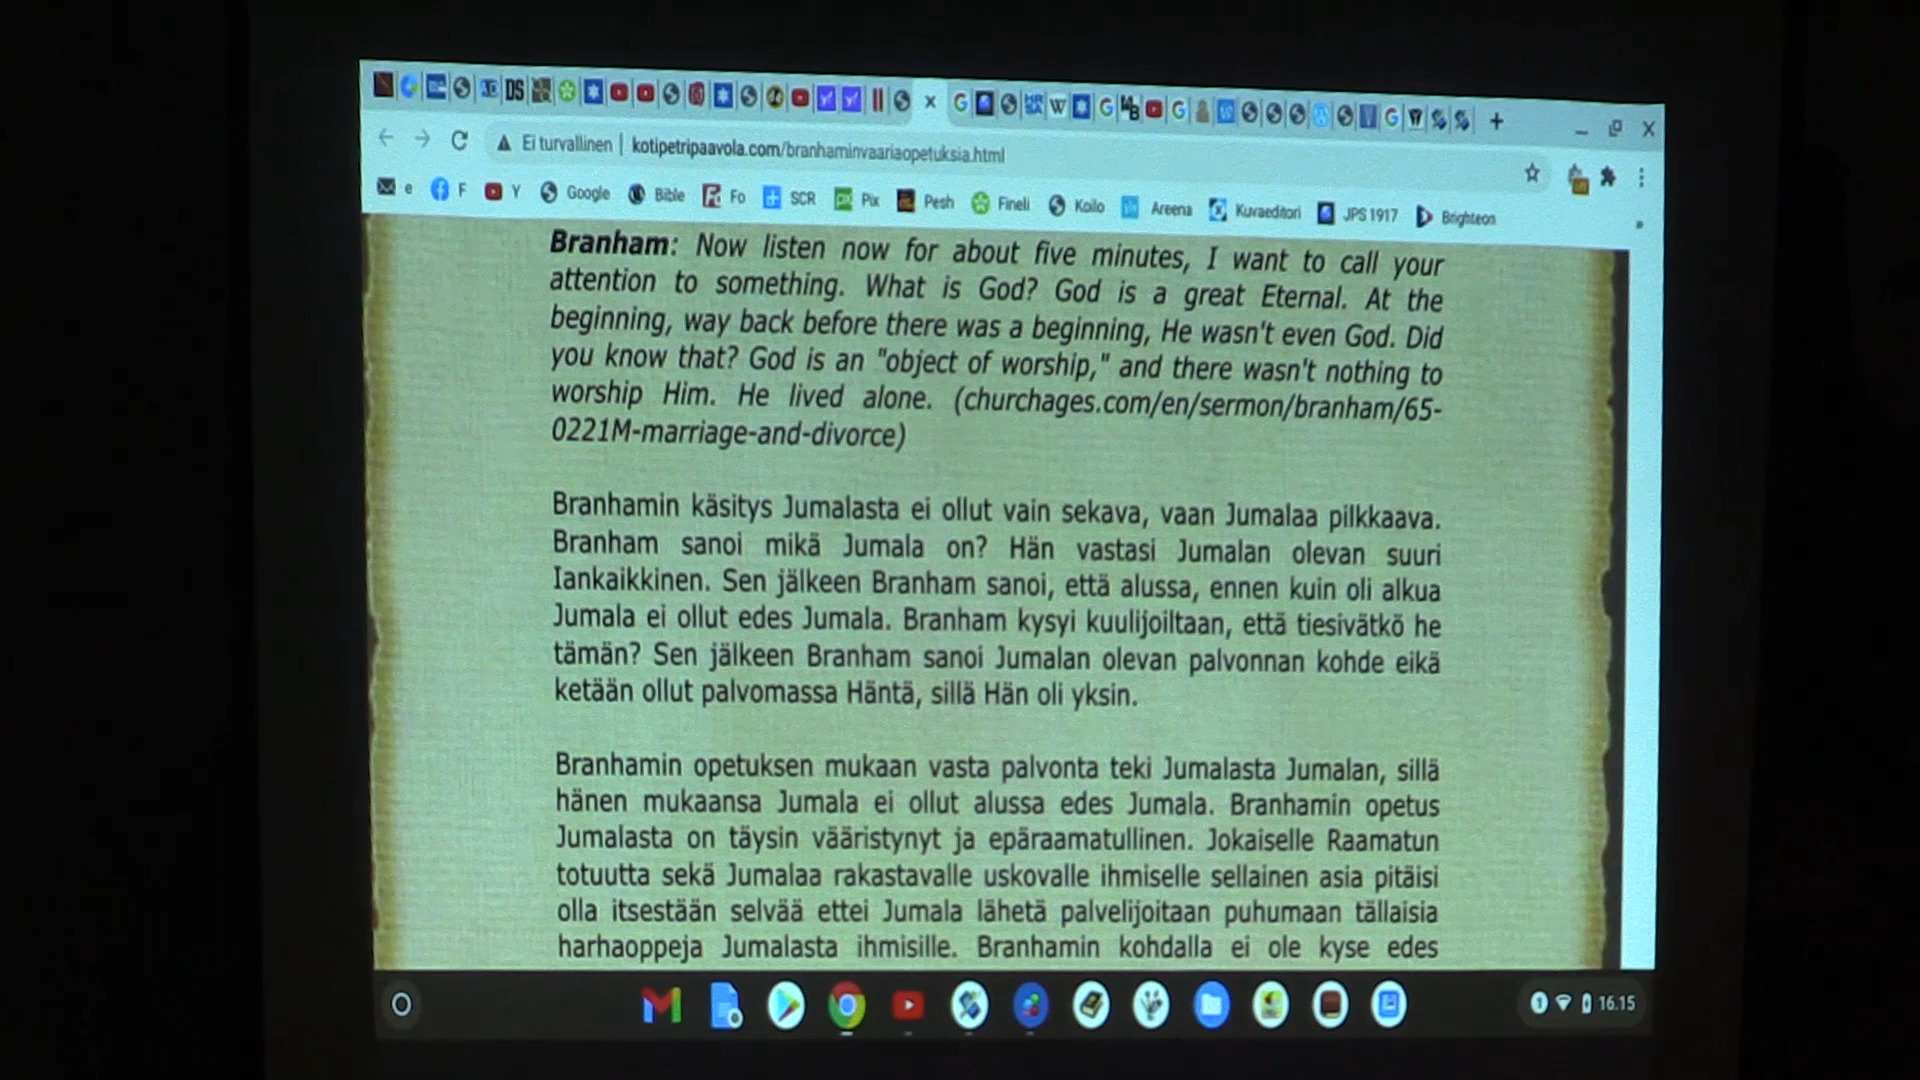 DS
Ei turvallinen | kotipetripaavola.com/branhaminvaariaopetuksia.html
e F Y Google Bible Fo SCR Pix Pesh Fineli Koilo Areena Kuvaeditori JPS 1917 Brighteon
Branham: Now listen now for about five minutes, I want to call your
attention to something. What is God? God is a great Eternal. At the
beginning, way back before there was a beginning, He wasn't even God. Did
you know that? God is an "object of worship," and there wasn't nothing to
worship Him. He lived alone. (churchages.com/en/sermon/branham/65-
0221M-marriage-and-divorce)
Branhamin käsitys Jumalasta ei ollut vain sekava, vaan Jumalaa pilkkaava.
Branham sanoi mikä Jumala on? Hän vastasi Jumalan olevan suuri
Iankaikkinen. Sen jälkeen Branham sanoi, että alussa, ennen kuin oli alkua
Jumala ei ollut edes Jumala. Branham kysyi kuulijoiltaan, että tiesivätkö he
tämän? Sen jälkeen Branham sanoi Jumalan olevan palvonnan kohde eikä
ketään ollut palvomassa Häntä, sillä Hän oli yksin.
Branhamin opetuksen mukaan vasta palvonta teki Jumalasta Jumalan, sillä
hänen mukaansa Jumala ei ollut alussa edes Jumala. Branhamin opetus
Jumalasta on täysin vääristynyt ja epäraamatullinen. Jokaiselle Raamatun
totuutta sekä Jumalaa rakastavalle uskovalle ihmiselle sellainen asia pitäisi
olla itsestään selvää ettei Jumala lähetä palvelijoitaan puhumaan tällaisia
harhaoppeja Jumalasta ihmisille. Branhamin kohdalla ei ole kyse edes
1 16.15